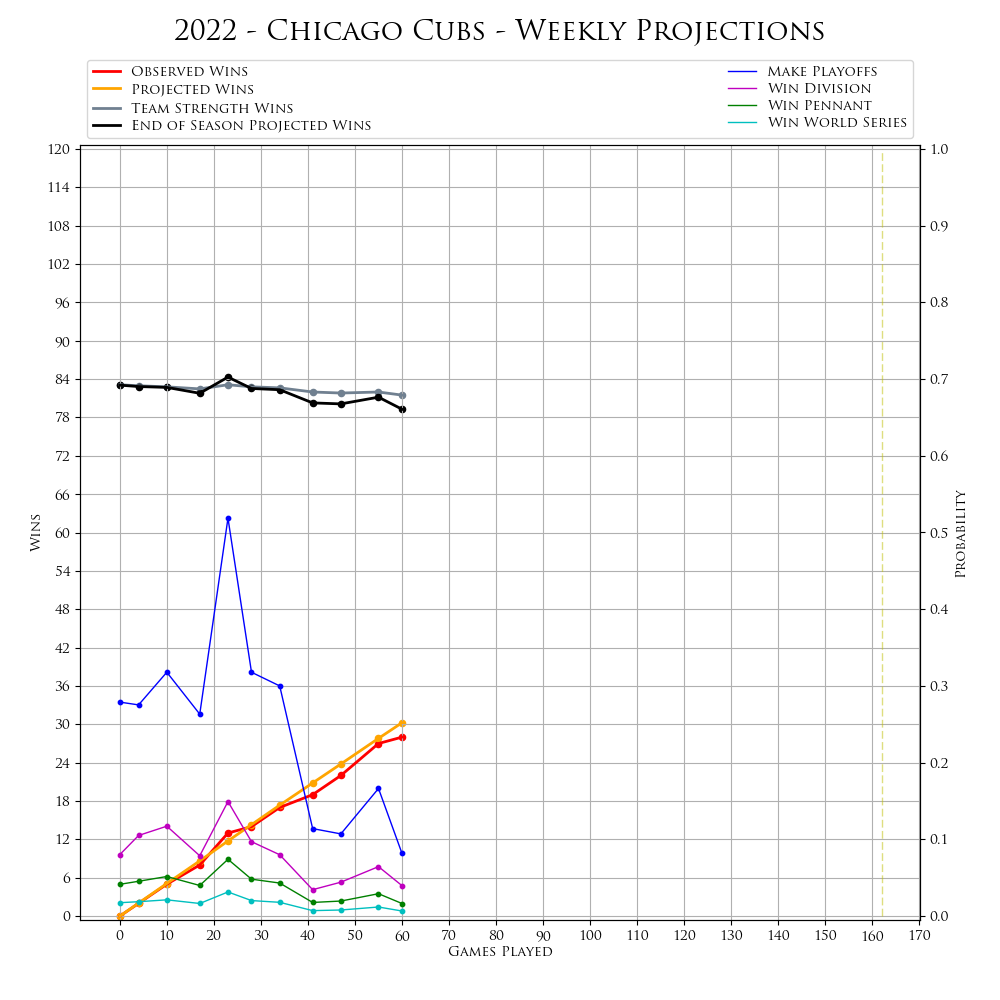 2022 - Chicago Cubs - Weekly Projections
Observed Wins
Projected Wins
Team Strength Wins
End of Season Projected Wins
Make Playoffs
Win Division
Win Pennant
Win World Series
120
114
108
102
96
90
84
78
72
66
60
54
48
42
36
30
24
18
12
6
0
Wins
1.0
0.9
0.8
0.7
0.6
0.5
0.4
0.3
0.2
0.1
0.0
Probability
0 10 20 30 40 50 60 70 80 90 100 110 120 130 140 150 160 170
Games Played